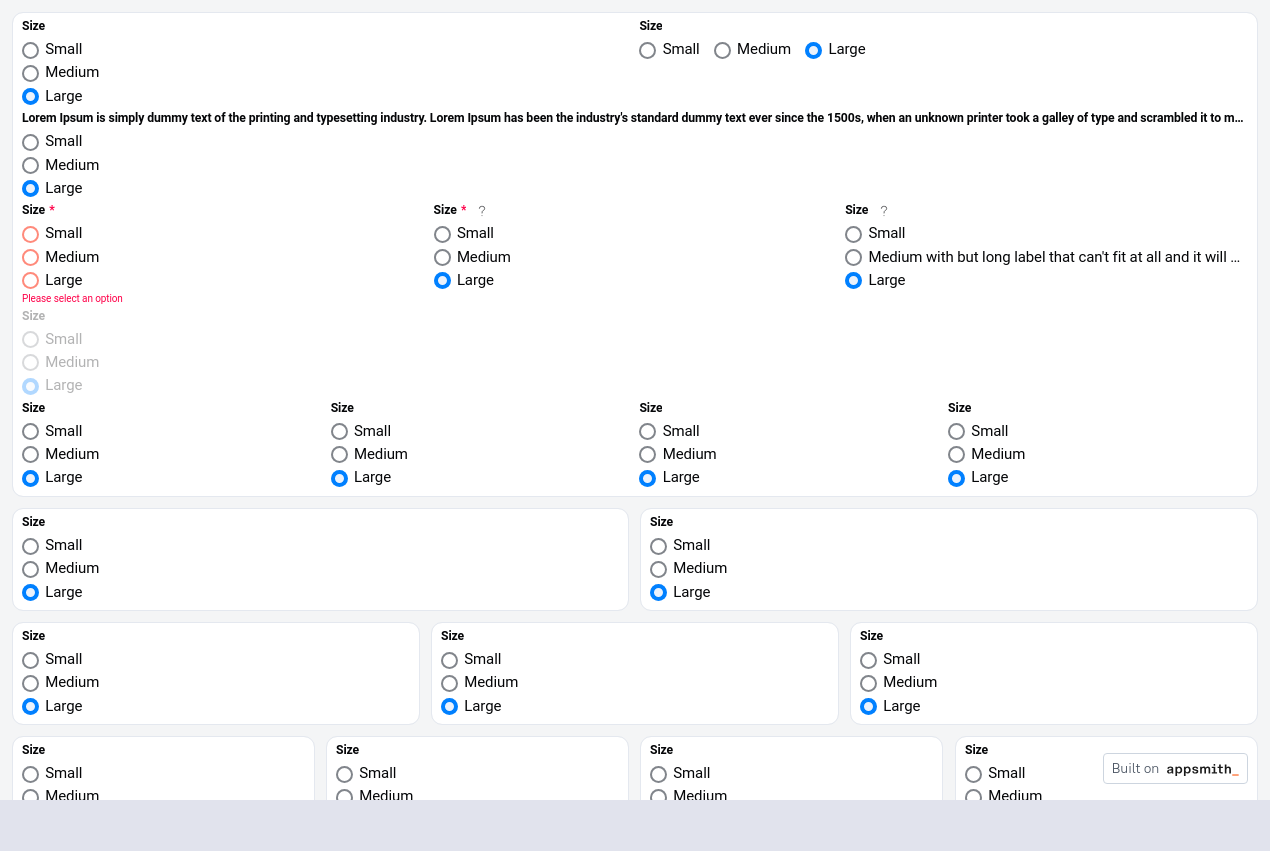 Size Size
Small Small Medium Large
Medium
Large
Lorem Ipsum is simply dummy text of the printing and typesetting industry. Lorem Ipsum has been the industry's standard dummy text ever since the 1500s, when an unknown printer took a galley of type and scrambled it to m...
Small
Medium
Large
Size * Size * ? Size ?
Small Small Small
Medium Medium Medium with but long label that can't fit at all and it will ...
Large Large Large
Please select an option
Size
Small
Medium
Large
Size Size Size Size
Small Small Small Small
Medium Medium Medium Medium
Large Large Large Large
Size Size
Small Small
Medium Medium
Large Large
Size Size Size
Small Small Small
Medium Medium Medium
Large Large Large
Size Size Size Size
Small Small Small Small Built on appsmith_
Medium Medium Medium Medium